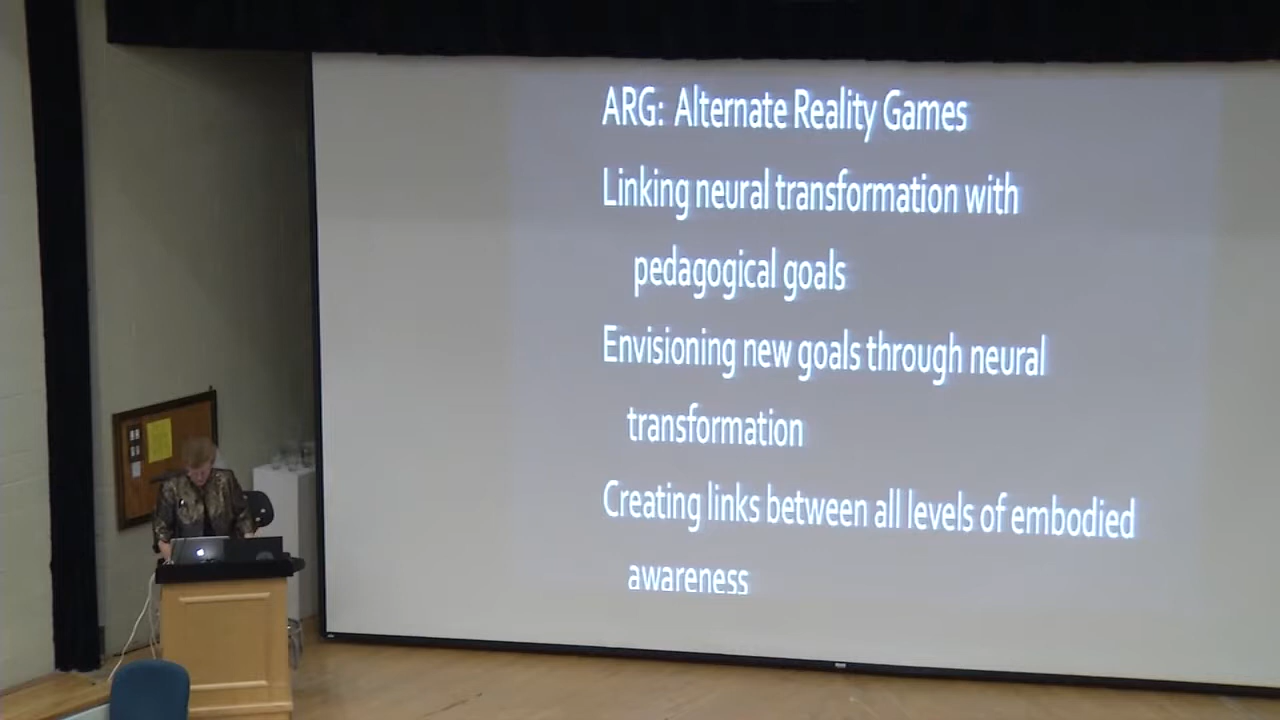 ARG: Alternate Reality Games
Linking neural transformation with
pedagogical goals
Envisioning new goals through neural
transformation
Creating links between all levels of embodied
awareness